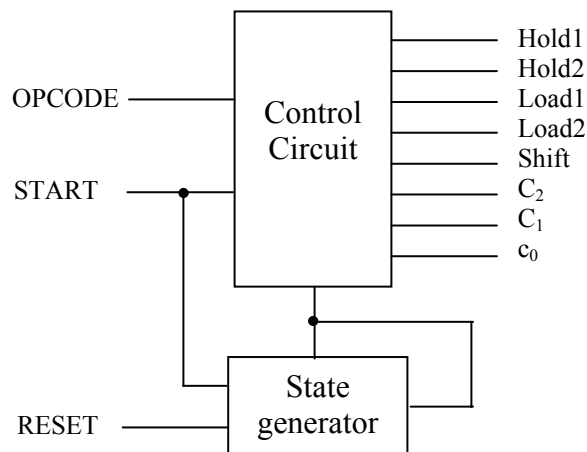 Hold1
Hold2
OPCODE
Load1
Control
Circuit
Load2
Shift
START
C₂
C₁
c₀
State
generator
RESET